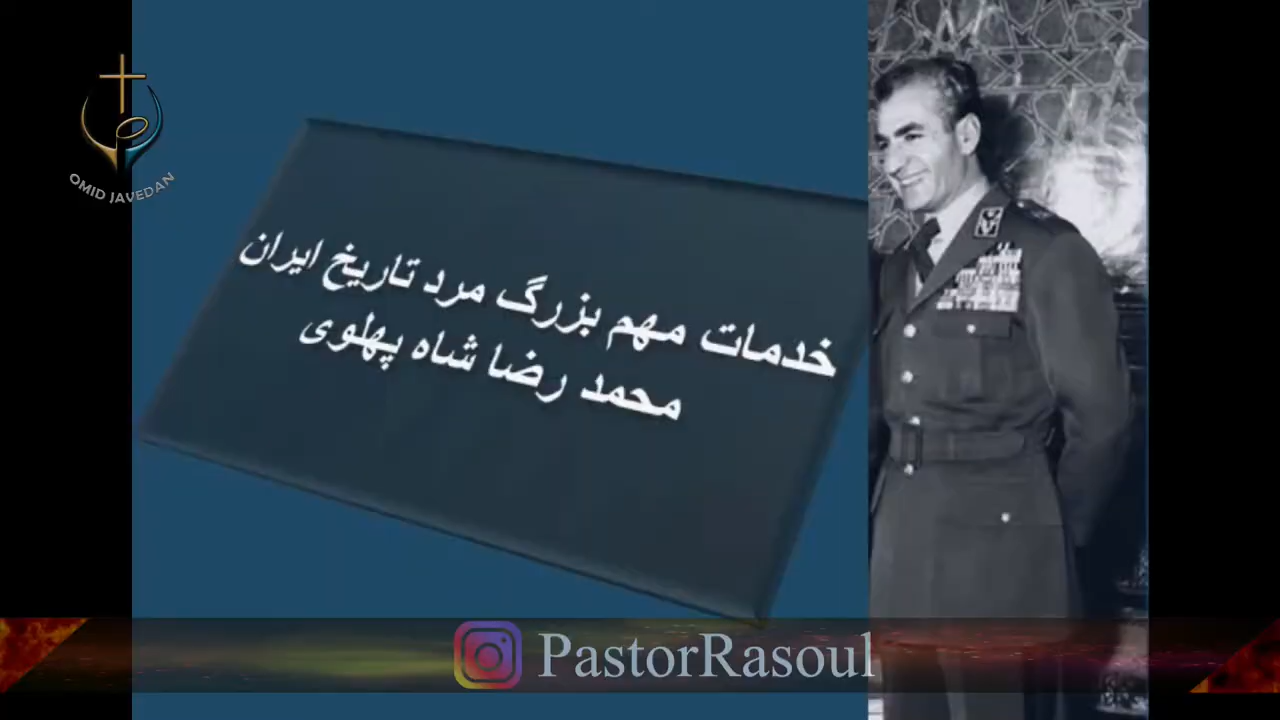 OMID JAVEDAN
خدمات مهم بزرگ مرد تاریخ ایران
محمد رضا شاه پهلوی
PastorRasoul